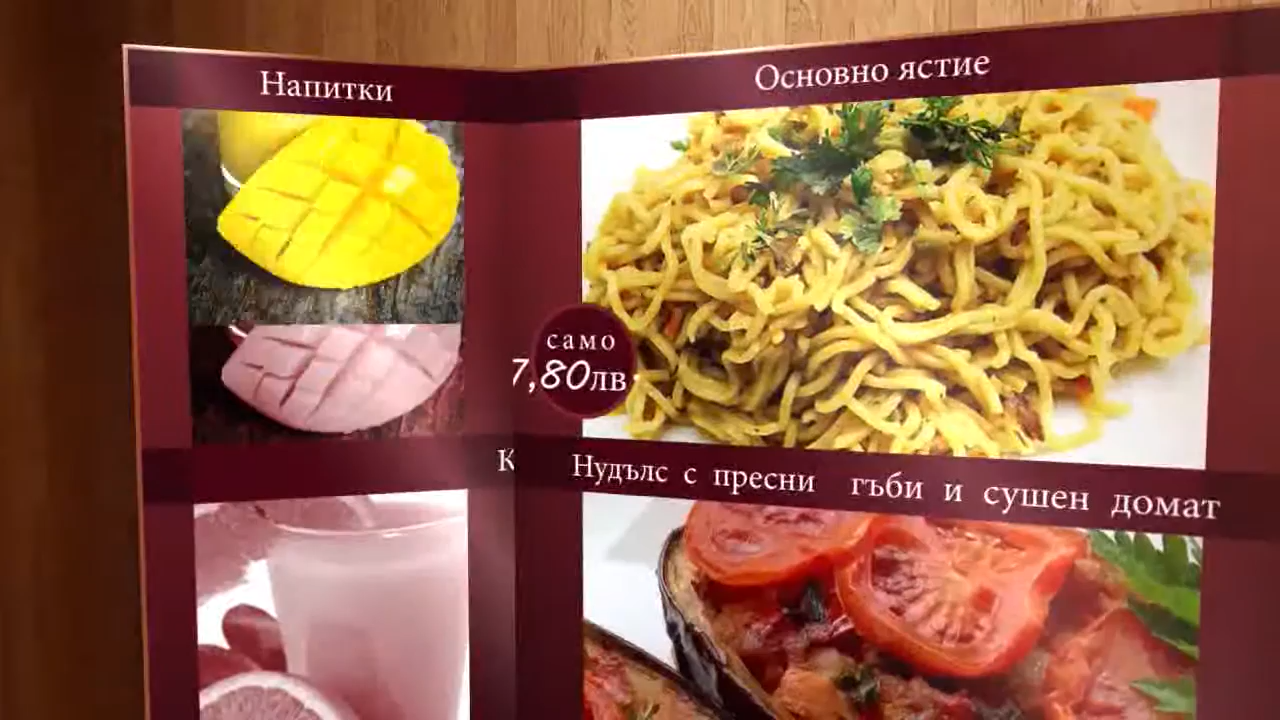 Напитки
Основно ястие
само
7,80лв.
Нудълс с пресни гъби и сушен домат